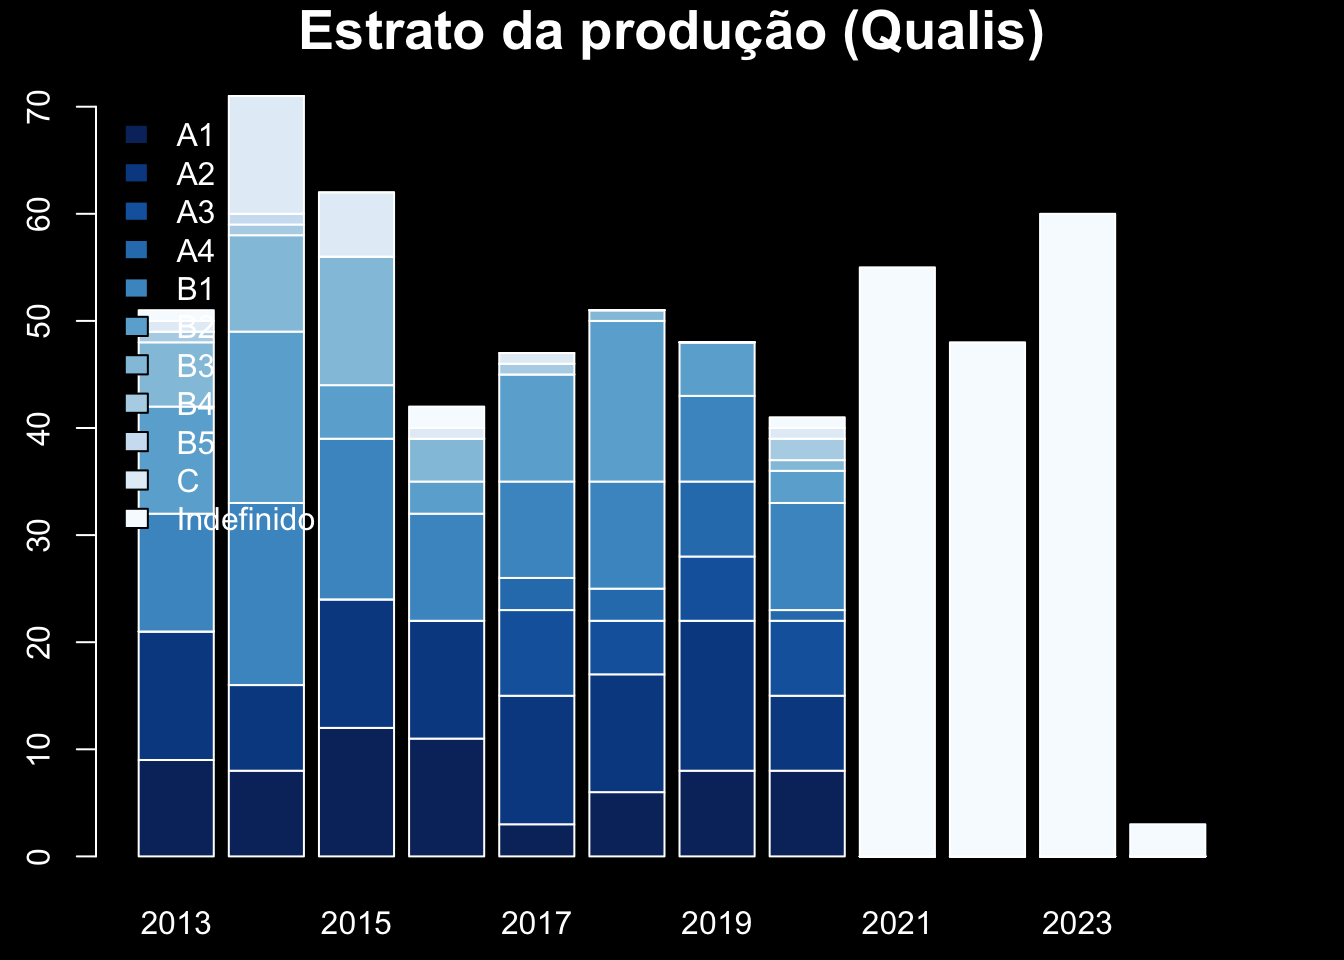 Estrato da produção (Qualis)
70
60
50
40
30
20
10
0
A1
A2
A3
A4
B1
B2
B3
B4
B5
C
Indefinido
2013 2015 2017 2019 2021 2023